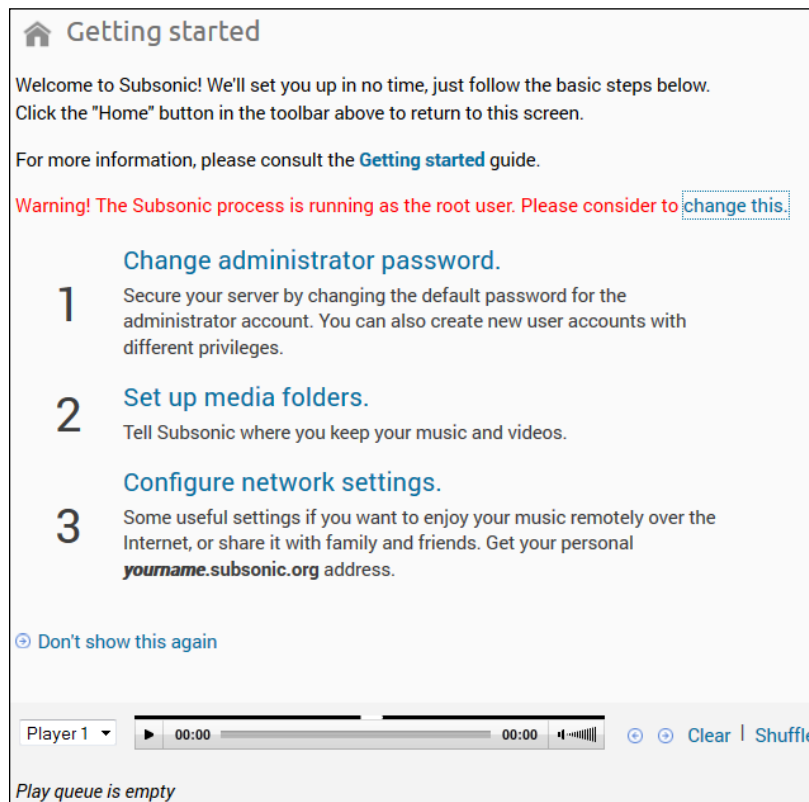 Getting started
Welcome to Subsonic! We'll set you up in no time, just follow the basic steps below.
Click the "Home" button in the toolbar above to return to this screen.
For more information, please consult the Getting started guide.
Warning! The Subsonic process is running as the root user. Please consider to change this.
1
Change administrator password.
Secure your server by changing the default password for the
administrator account. You can also create new user accounts with
different privileges.
2
Set up media folders.
Tell Subsonic where you keep your music and videos.
3
Configure network settings.
Some useful settings if you want to enjoy your music remotely over the
Internet, or share it with family and friends. Get your personal
yourname.subsonic.org address.
Don't show this again
Player 1 00:00 00:00 Clear | Shuffle
Play queue is empty